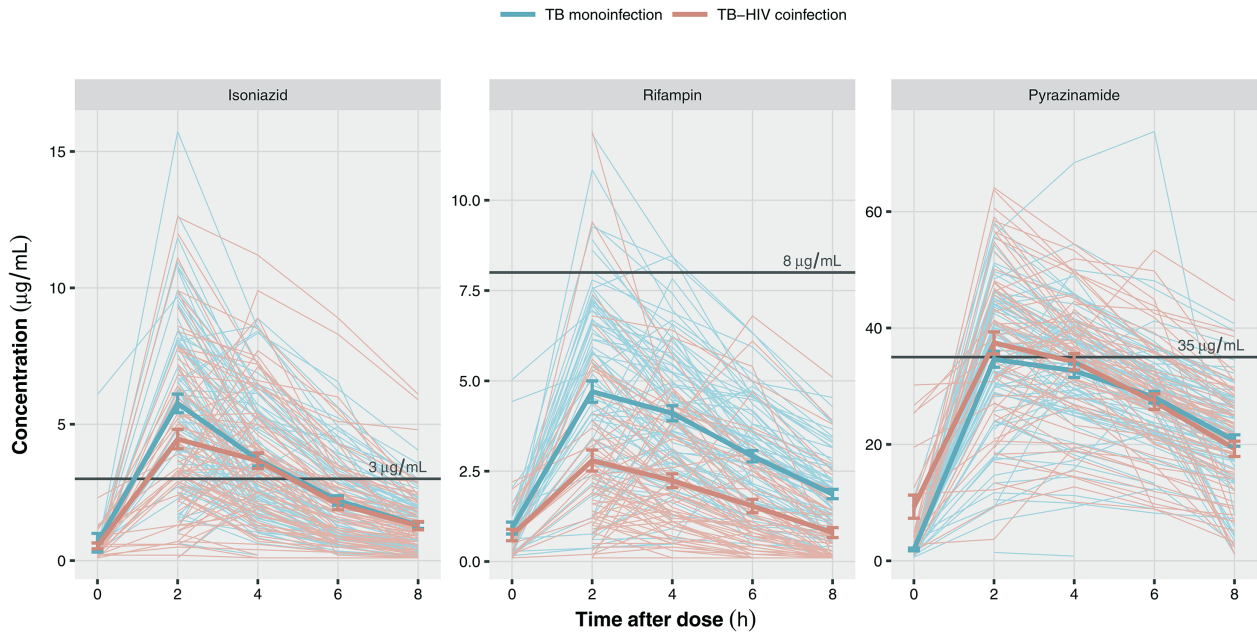 TB monoinfection TB−HIV coinfection
Isoniazid Rifampin Pyrazinamide
Concentration (μg/mL)
15
10
5
0
3 μg/mL
0 2 4 6 8
10.0
7.5
5.0
2.5
0.0
8 μg/mL
0 2 4 6 8
60
40
20
0
35 μg/mL
0 2 4 6 8
Time after dose (h)